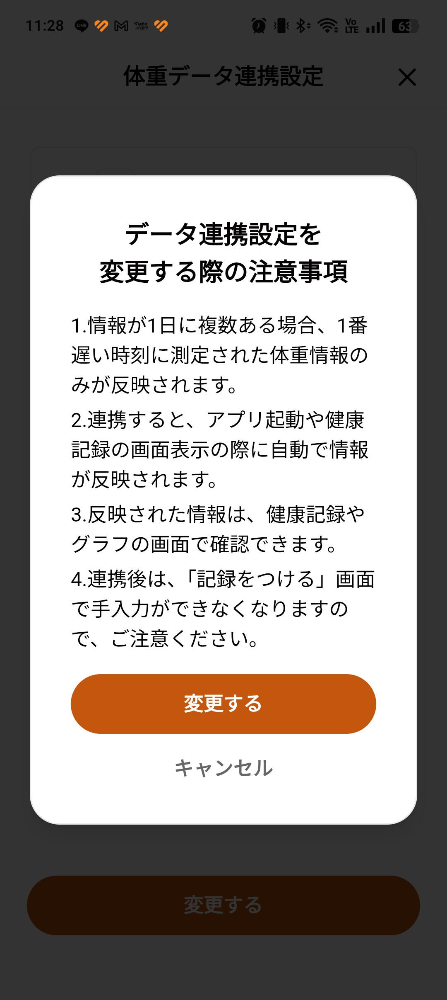 11:28
LINE
Vo
LTE
63
体重データ連携設定
データ連携設定を
変更する際の注意事項
1.情報が1日に複数ある場合、1番
遅い時刻に測定された体重情報の
みが反映されます。
2.連携すると、アプリ起動や健康
記録の画面表示の際に自動で情報
が反映されます。
3.反映された情報は、健康記録や
グラフの画面で確認できます。
4.連携後は、「記録をつける」画面
で手入力ができなくなりますの
で、ご注意ください。
変更する
キャンセル
変更する